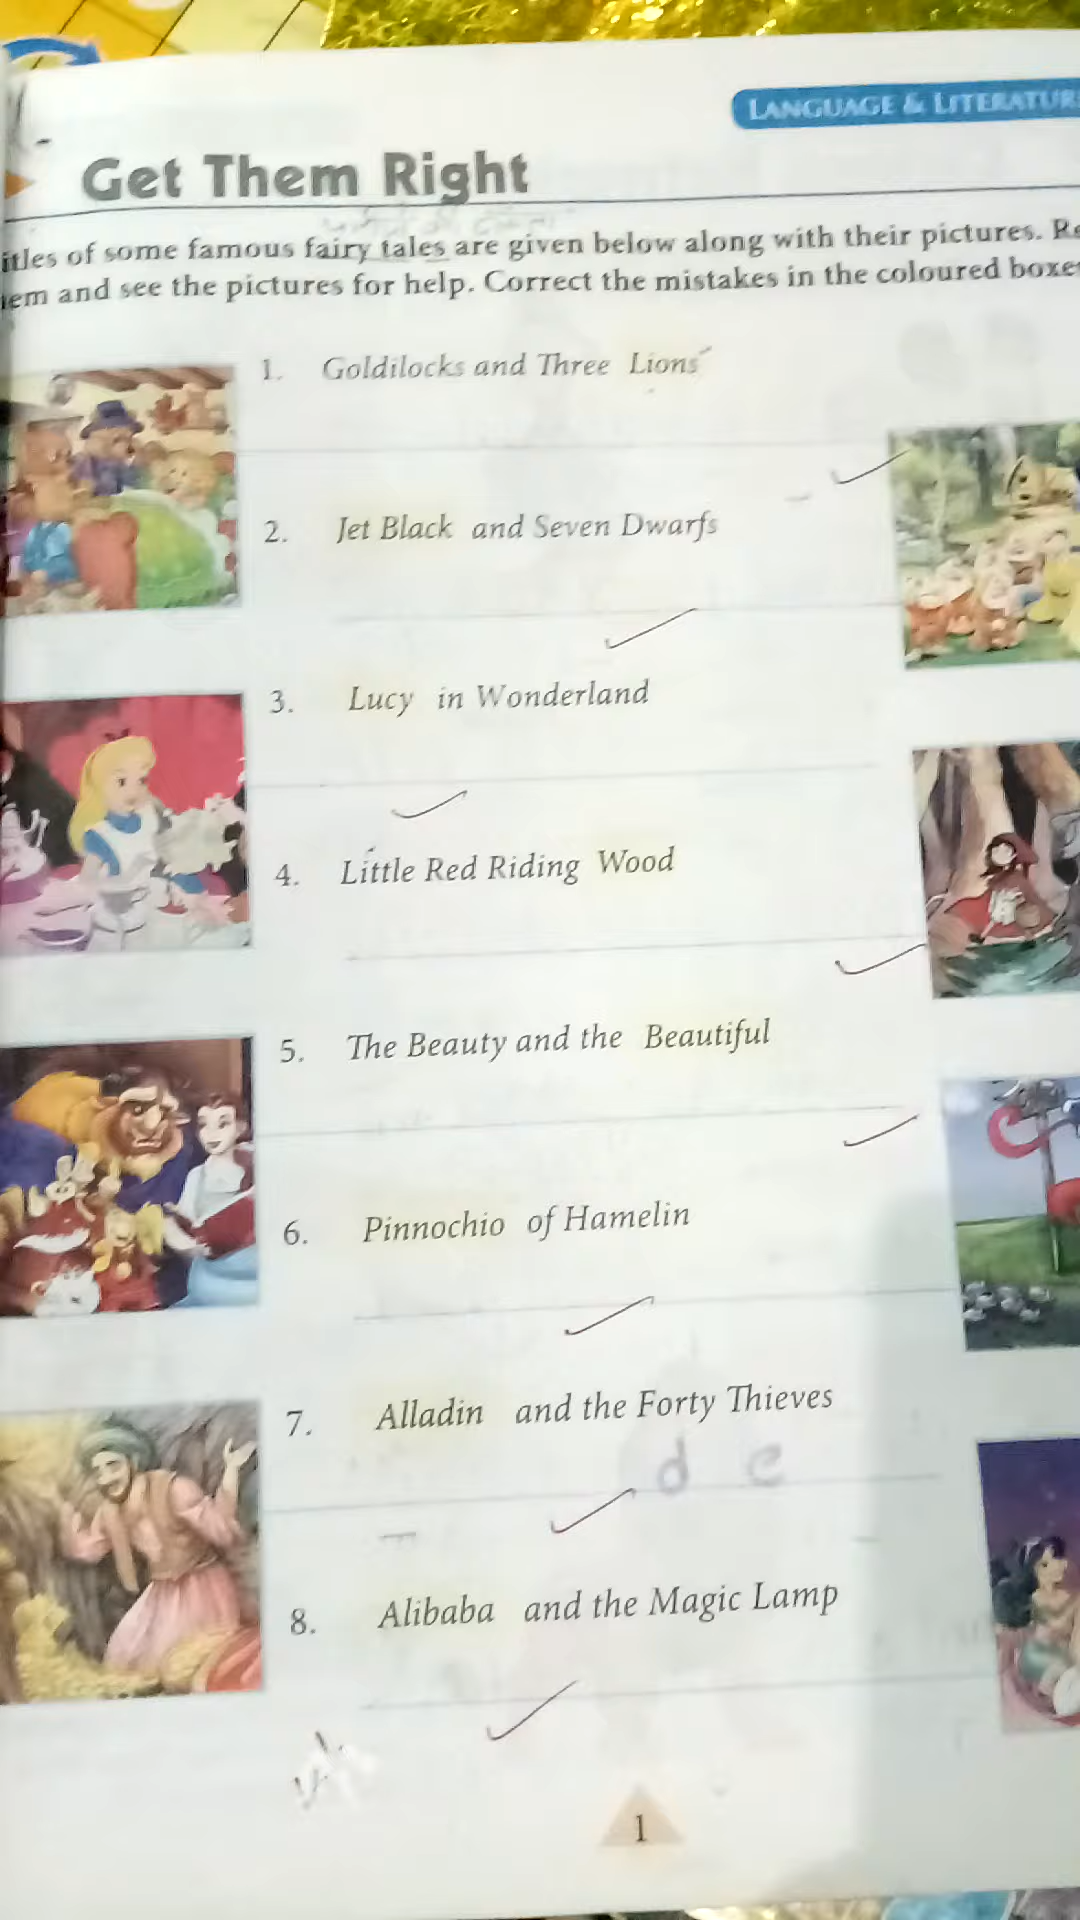 LANGUAGE & LITERATUR
Get Them Right
itles of some famous fairy tales are given below along with their pictures.
em and see the pictures for help. Correct the mistakes in the coloured boxe
1. Goldilocks and Three Lions
2. Jet Black and Seven Dwarfs
3. Lucy in Wonderland
4. Little Red Riding Wood
5. The Beauty and the Beautiful
6. Pinnochio of Hamelin
7. Alladin and the Forty Thieves
d e
8. Alibaba and the Magic Lamp
1